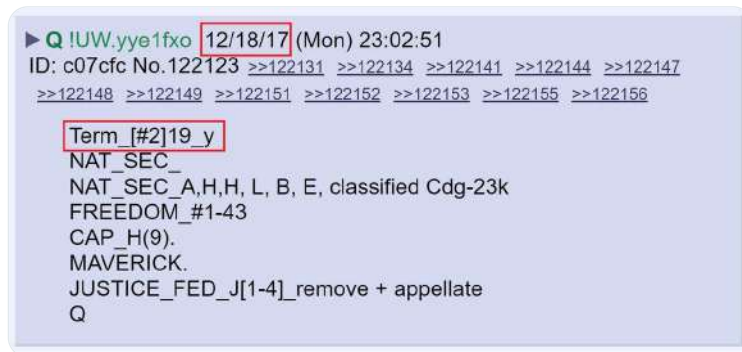 ▶ Q !UW.yye1fxo 12/18/17 (Mon) 23:02:51
ID: c07cfc No.122123 >>122131 >>122134 >>122141 >>122144 >>122147
>>122148 >>122149 >>122151 >>122152 >>122153 >>122155 >>122156
Term_[#2]19_y
NAT_SEC_
NAT_SEC_A,H,H, L, B, E, classified Cdg-23k
FREEDOM_#1-43
CAP_H(9).
MAVERICK.
JUSTICE_FED_J[1-4]_remove + appellate
Q